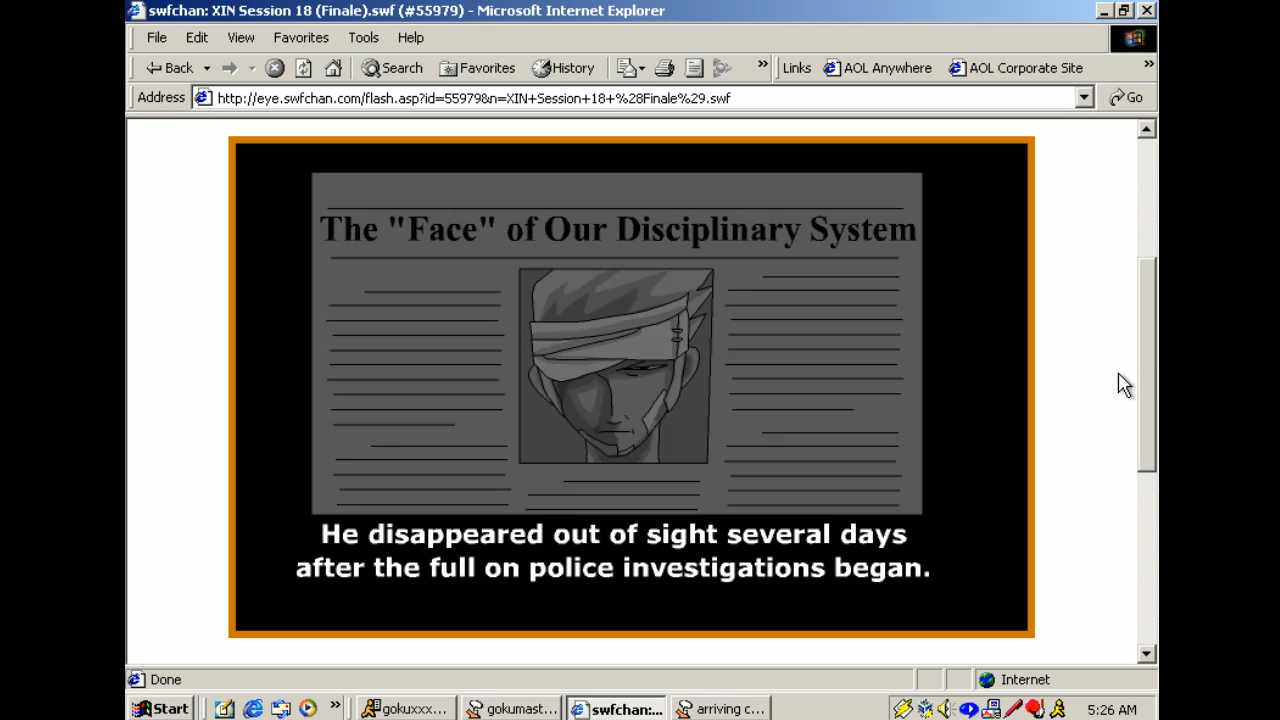 swfchan: XIN Session 18 (Finale).swf (#55979) - Microsoft Internet Explorer
File Edit View Favorites Tools Help
Back Search Favorites History » Links AOL Anywhere AOL Corporate Site »
Address http://eye.swfchan.com/flash.asp?id=55979&n=XIN+Session+18+%28Finale%29.swf Go
The "Face" of Our Disciplinary System
He disappeared out of sight several days
after the full on police investigations began.
Done Internet
Start » gokuxxx... gokumast... swfchan:... arriving c... 5:26 AM